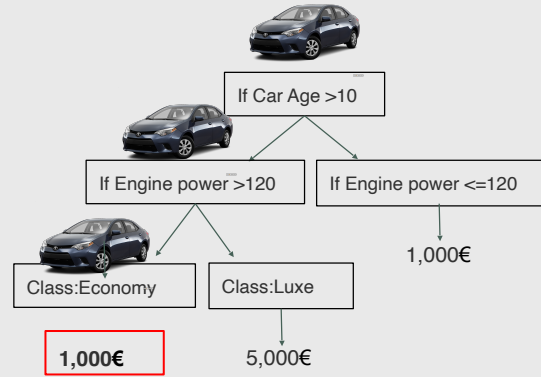 If Car Age >10
If Engine power >120
If Engine power <=120
1,000€
Class:Economy
Class:Luxe
1,000€
5,000€